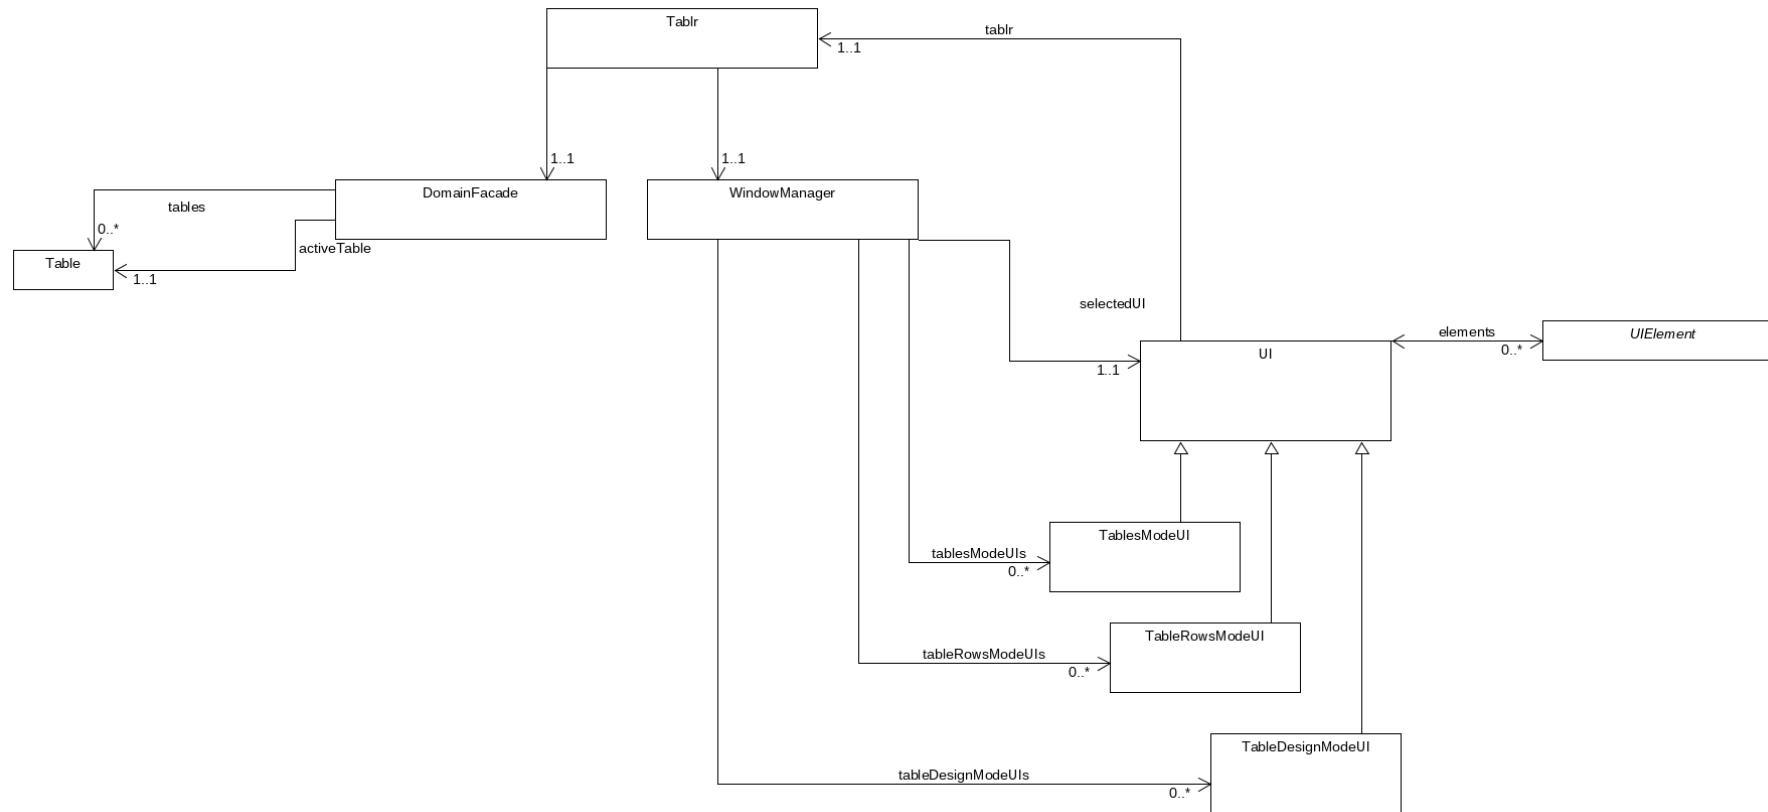 Tablr
tablr
1..1
1..1
1..1
DomainFacade
WindowManager
tables
0..*
activeTable
Table
1..1
selectedUI
elements
UIElement
0..*
UI
1..1
TablesModeUI
tablesModeUIs
0..*
TableRowsModeUI
tableRowsModeUIs
0..*
TableDesignModeUI
tableDesignModeUIs
0..*